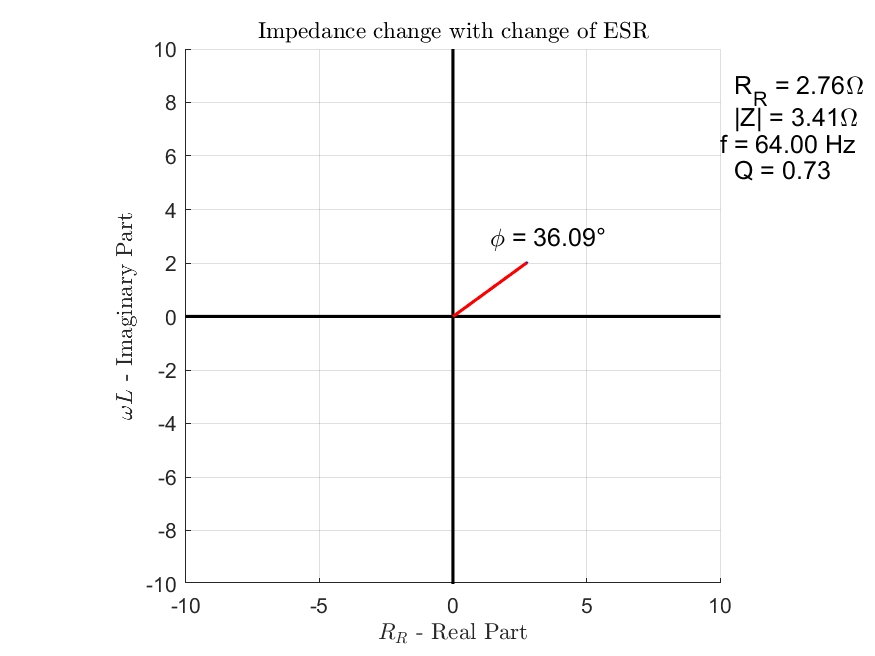 Impedance change with change of ESR
10
8
6
4
2
0
-2
-4
-6
-8
-10
-10
-5
0
5
10
ωL - Imaginary Part
R_R - Real Part
ϕ = 36.09°
R_R = 2.76Ω
|Z| = 3.41Ω
f = 64.00 Hz
Q = 0.73